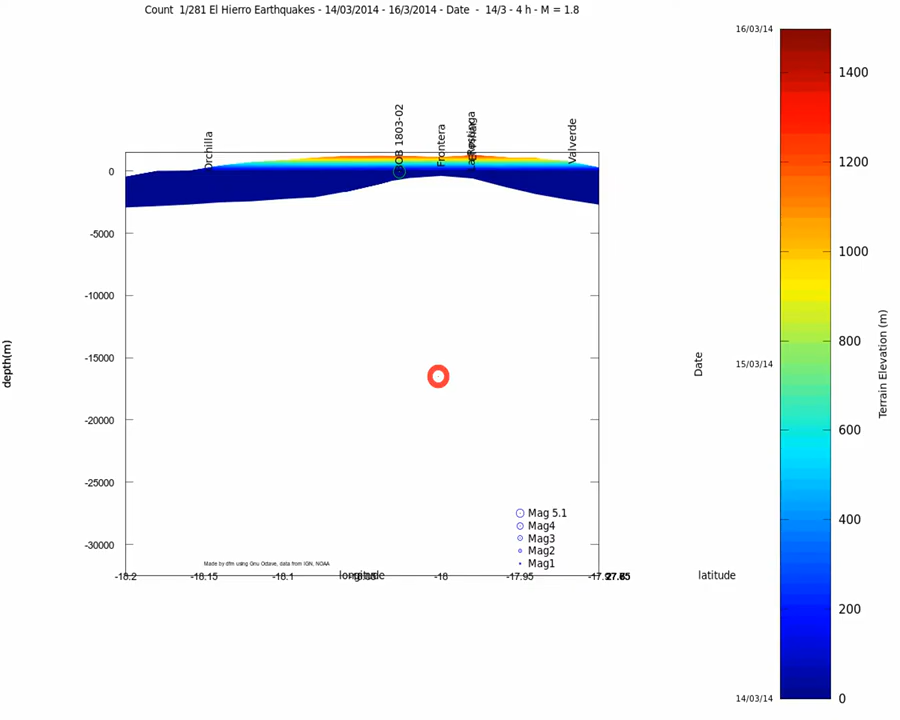 Count 1/281 El Hierro Earthquakes - 14/03/2014 - 16/3/2014 - Date - 14/3 - 4 h - M = 1.8
16/03/14
1400
1200
1000
800
600
400
200
0
15/03/14
14/03/14
Date
Terrain Elevation (m)
Orchilla
BOB 1803-02
Frontera
Valverde
0
-5000
-10000
-15000
-20000
-25000
-30000
depth(m)
Mag 5.1
Mag4
Mag3
Mag2
Mag1
Made by dfm using Gnu Octave, data from IGN, NOAA
-18.2
-18.15
-18.1
longitude
-18
-17.95
latitude